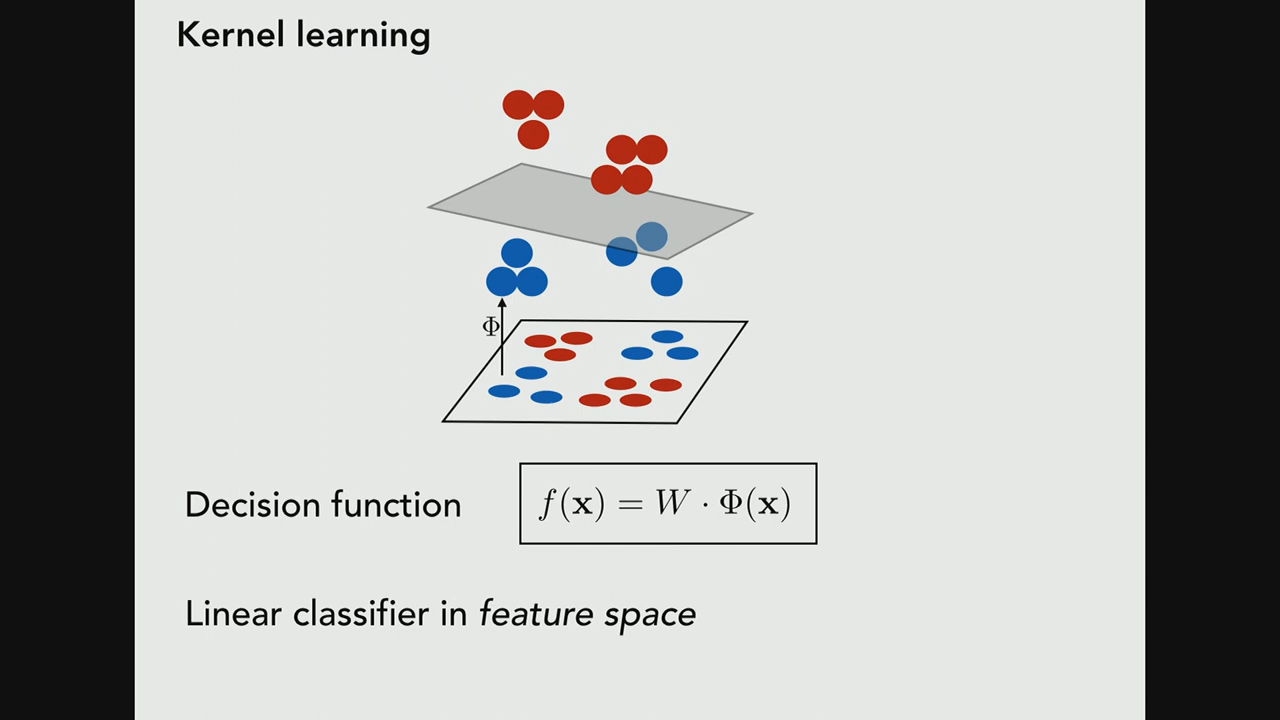 Kernel learning
Φ
Decision function f(x) = W · Φ(x)
Linear classifier in feature space